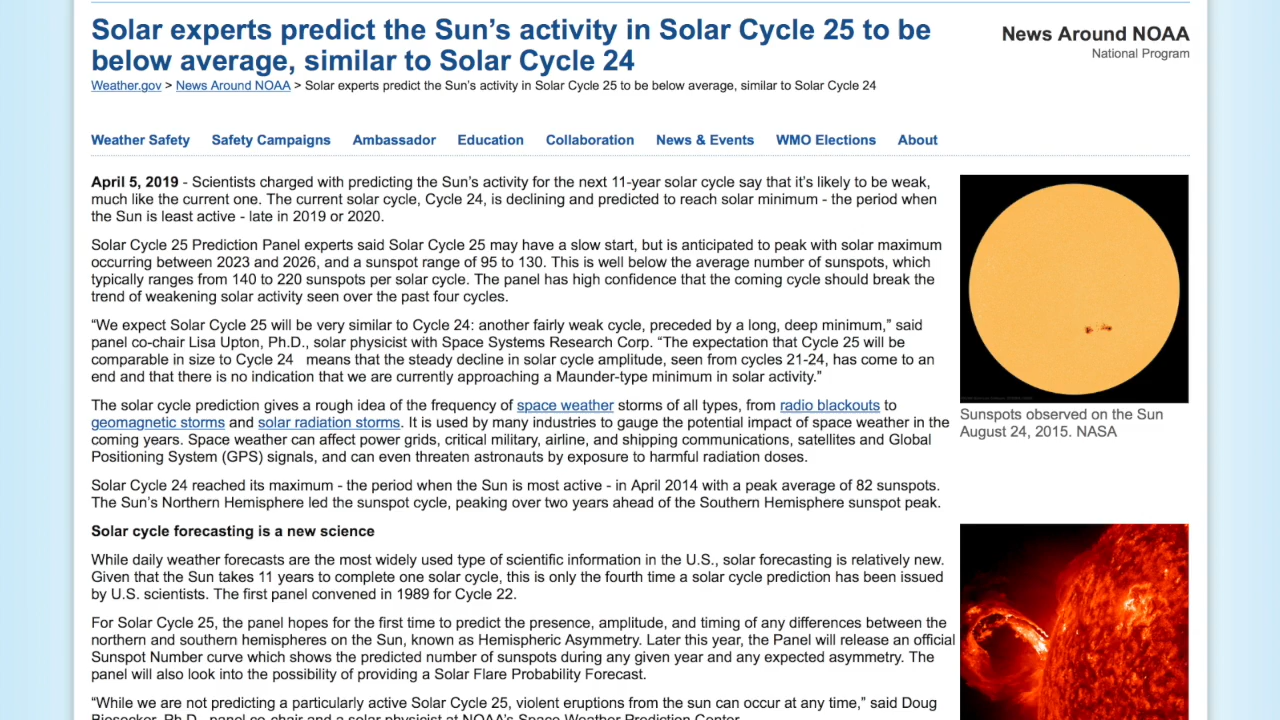 Solar experts predict the Sun’s activity in Solar Cycle 25 to be
below average, similar to Solar Cycle 24
News Around NOAA
National Program
Weather.gov > News Around NOAA > Solar experts predict the Sun’s activity in Solar Cycle 25 to be below average, similar to Solar Cycle 24
Weather Safety Safety Campaigns Ambassador Education Collaboration News & Events WMO Elections About
April 5, 2019 - Scientists charged with predicting the Sun’s activity for the next 11-year solar cycle say that it’s likely to be weak,
much like the current one. The current solar cycle, Cycle 24, is declining and predicted to reach solar minimum - the period when
the Sun is least active - late in 2019 or 2020.
Solar Cycle 25 Prediction Panel experts said Solar Cycle 25 may have a slow start, but is anticipated to peak with solar maximum
occurring between 2023 and 2026, and a sunspot range of 95 to 130. This is well below the average number of sunspots, which
typically ranges from 140 to 220 sunspots per solar cycle. The panel has high confidence that the coming cycle should break the
trend of weakening solar activity seen over the past four cycles.
“We expect Solar Cycle 25 will be very similar to Cycle 24: another fairly weak cycle, preceded by a long, deep minimum,” said
panel co-chair Lisa Upton, Ph.D., solar physicist with Space Systems Research Corp. “The expectation that Cycle 25 will be
comparable in size to Cycle 24 means that the steady decline in solar cycle amplitude, seen from cycles 21-24, has come to an
end and that there is no indication that we are currently approaching a Maunder-type minimum in solar activity.”
The solar cycle prediction gives a rough idea of the frequency of space weather storms of all types, from radio blackouts to
geomagnetic storms and solar radiation storms. It is used by many industries to gauge the potential impact of space weather in the
coming years. Space weather can affect power grids, critical military, airline, and shipping communications, satellites and Global
Positioning System (GPS) signals, and can even threaten astronauts by exposure to harmful radiation doses.
Solar Cycle 24 reached its maximum - the period when the Sun is most active - in April 2014 with a peak average of 82 sunspots.
The Sun’s Northern Hemisphere led the sunspot cycle, peaking over two years ahead of the Southern Hemisphere sunspot peak.
Solar cycle forecasting is a new science
While daily weather forecasts are the most widely used type of scientific information in the U.S., solar forecasting is relatively new.
Given that the Sun takes 11 years to complete one solar cycle, this is only the fourth time a solar cycle prediction has been issued
by U.S. scientists. The first panel convened in 1989 for Cycle 22.
For Solar Cycle 25, the panel hopes for the first time to predict the presence, amplitude, and timing of any differences between the
northern and southern hemispheres on the Sun, known as Hemispheric Asymmetry. Later this year, the Panel will release an official
Sunspot Number curve which shows the predicted number of sunspots during any given year and any expected asymmetry. The
panel will also look into the possibility of providing a Solar Flare Probability Forecast.
“While we are not predicting a particularly active Solar Cycle 25, violent eruptions from the sun can occur at any time,” said Doug
Biesecker, Ph.D., panel co-chair and a solar physicist at NOAA’s Space Weather Prediction Center.
Sunspots observed on the Sun
August 24, 2015. NASA